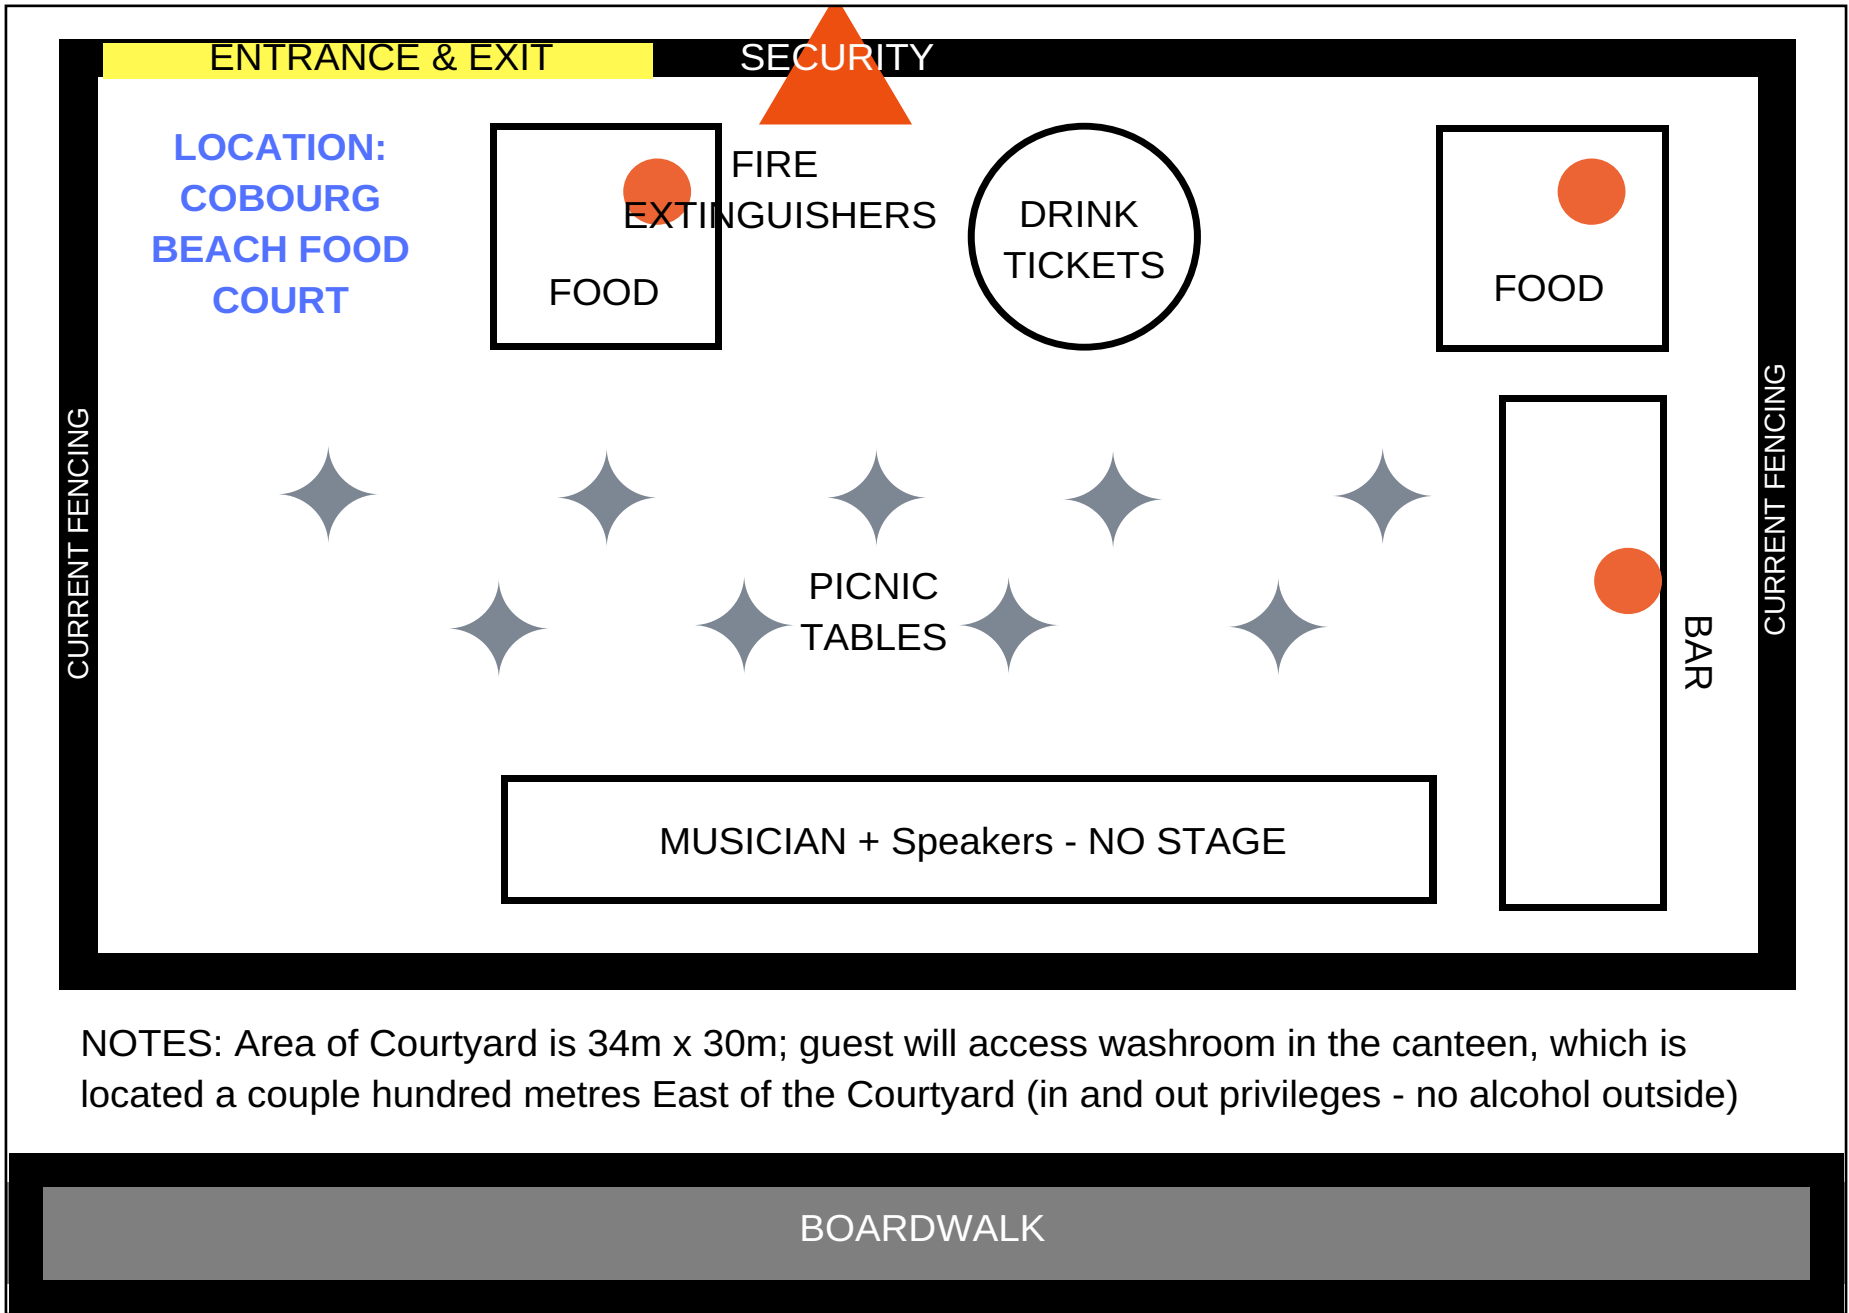 ENTRANCE & EXIT
SECURITY
LOCATION:
COBOURG
BEACH FOOD
COURT
FIRE
EXTINGUISHERS
FOOD
DRINK
TICKETS
FOOD
CURRENT FENCING
CURRENT FENCING
PICNIC
TABLES
BAR
MUSICIAN + Speakers - NO STAGE
NOTES: Area of Courtyard is 34m x 30m; guest will access washroom in the canteen, which is
located a couple hundred metres East of the Courtyard (in and out privileges - no alcohol outside)
BOARDWALK